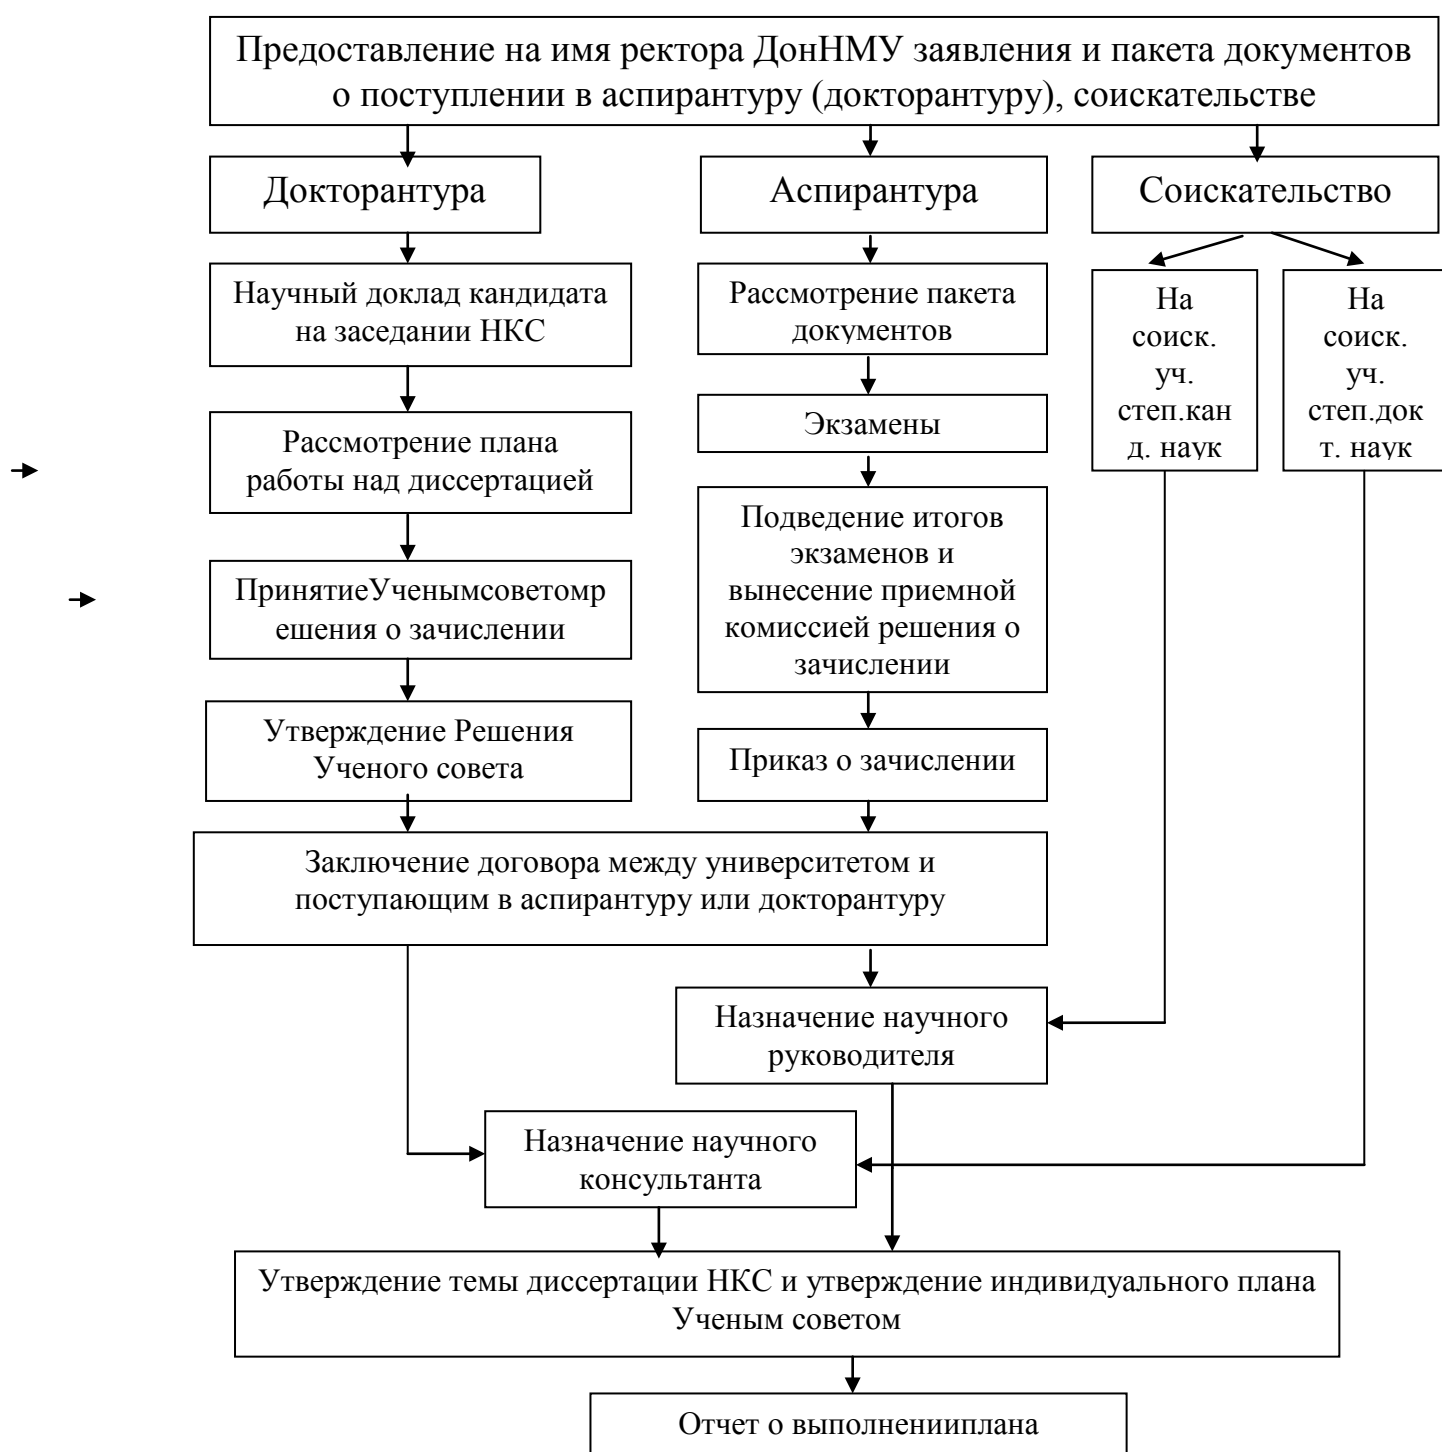 Предоставление на имя ректора ДонНМУ заявления и пакета документов
о поступлении в аспирантуру (докторантуру), соискательстве
Докторантура
Аспирантура
Соискательство
Научный доклад кандидата
на заседании НКС
Рассмотрение пакета
документов
На
соиск.
уч.
степ.кан
д. наук
На
соиск.
уч.
степ.док
т. наук
Экзамены
Рассмотрение плана
работы над диссертацией
Подведение итогов
экзаменов и
вынесение приемной
комиссией решения о
зачислении
ПринятиеУченымсоветомр
ешения о зачислении
Утверждение Решения
Ученого совета
Приказ о зачислении
Заключение договора между университетом и
поступающим в аспирантуру или докторантуру
Назначение научного
руководителя
Назначение научного
консультанта
Утверждение темы диссертации НКС и утверждение индивидуального плана
Ученым советом
Отчет о выполненииплана